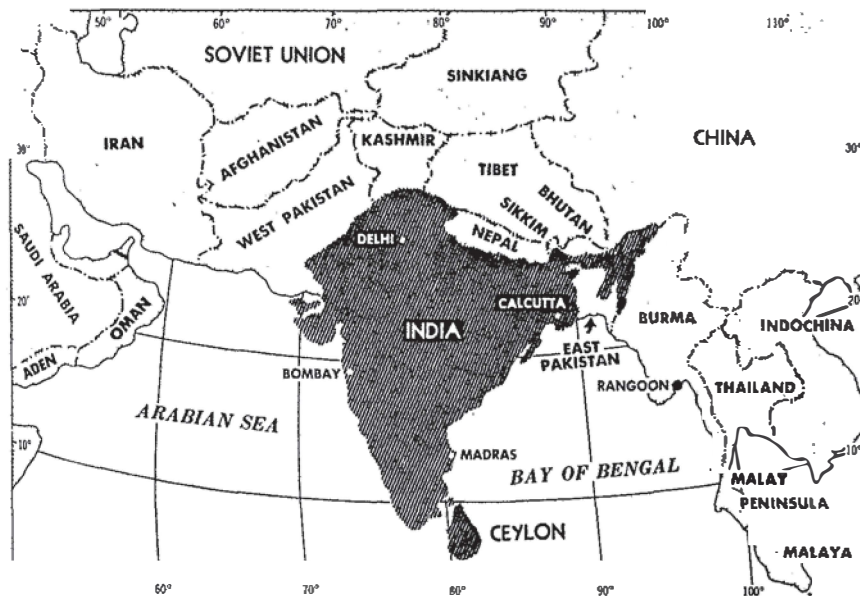 50° 60° 70° 80° 90° 100° 110°
SOVIET UNION
SINKIANG
CHINA
IRAN
AFGHANISTAN
KASHMIR
30°
30°
TIBET
WEST PAKISTAN
SIKKIM
BHUTAN
NEPAL
DELHI
SAUDI ARABIA
OMAN
ADEN
20°
20°
CALCUTTA
INDIA
BURMA
INDOCHINA
EAST
PAKISTAN
BOMBAY
RANGOON
THAILAND
ARABIAN SEA
10°
10°
MADRAS
BAY OF BENGAL
MALAT
PENINSULA
CEYLON
MALAYA
60° 70° 80° 90° 100°